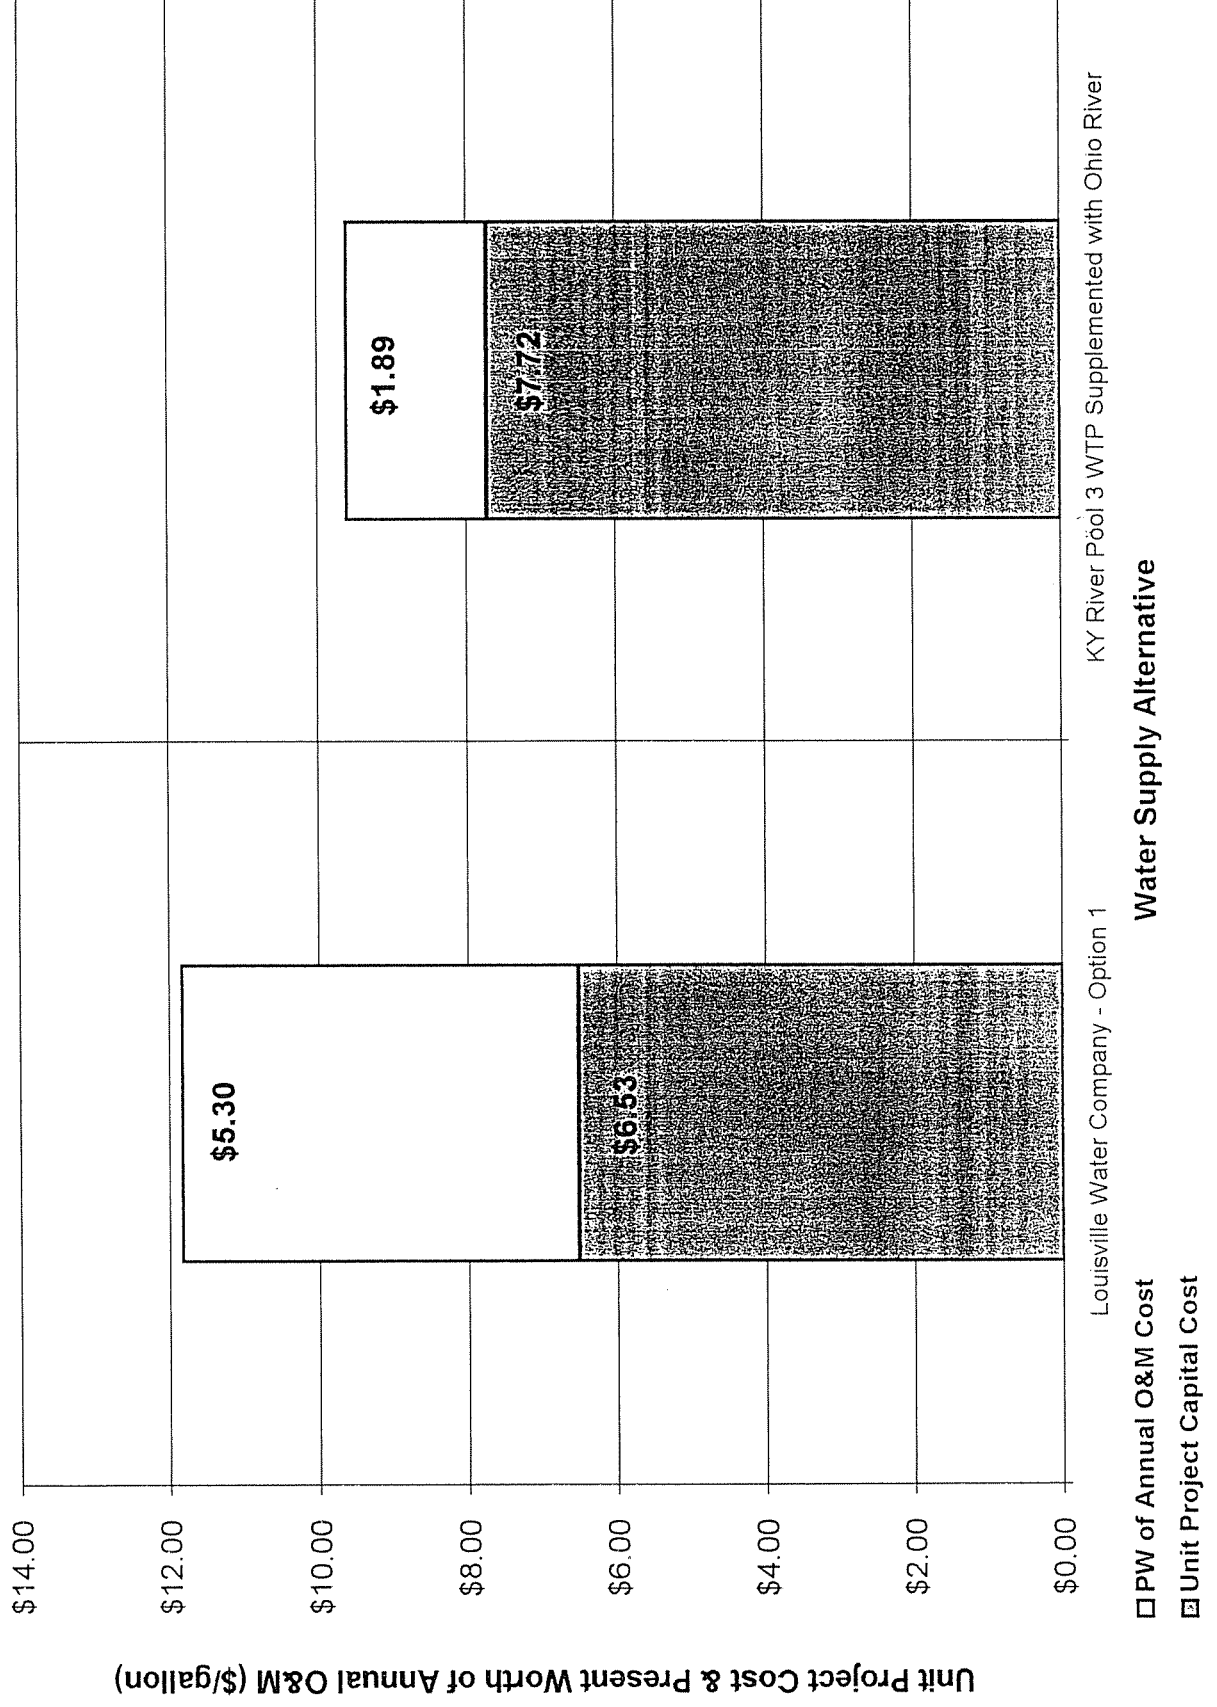 Unit Project Cost & Present Worth of Annual O&M ($/gallon)
$14.00
$12.00
$10.00
$8.00
$6.00
$4.00
$2.00
$0.00
$5.30
$6.53
$1.89
$7.72
Louisville Water Company - Option 1
KY River Pool 3 WTP Supplemented with Ohio River
Water Supply Alternative
PW of Annual O&M Cost
Unit Project Capital Cost